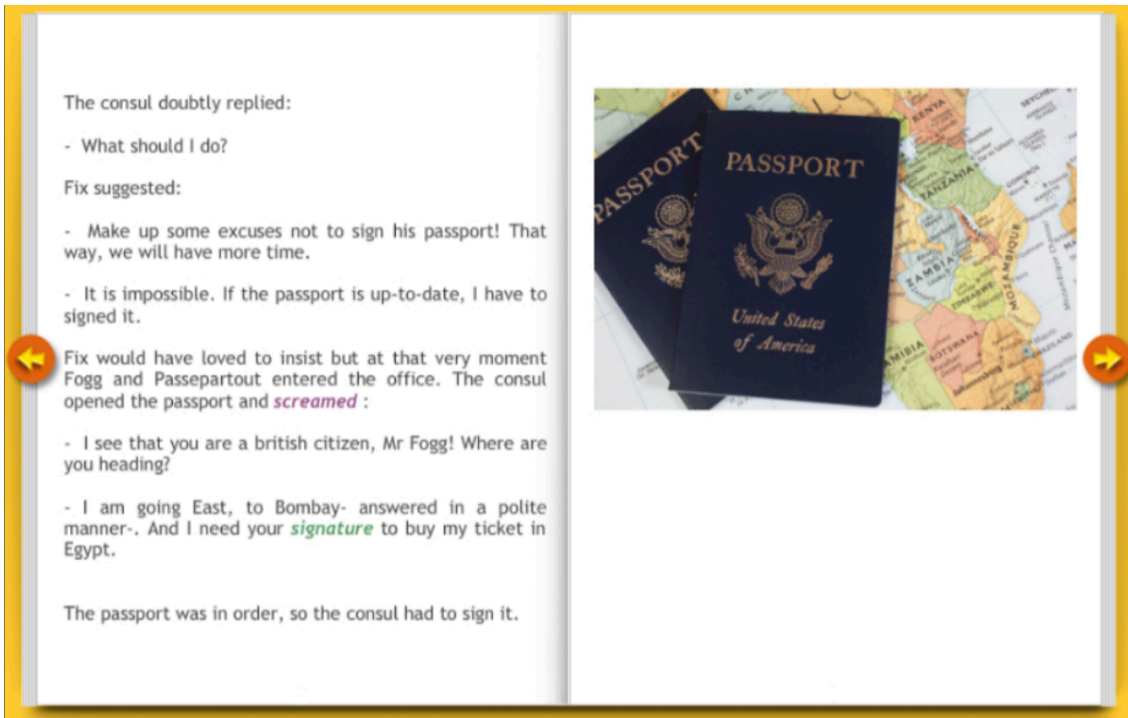 The consul doubtly replied:
- What should I do?
Fix suggested:
- Make up some excuses not to sign his passport! That
way, we will have more time.
- It is impossible. If the passport is up-to-date, I have to
signed it.
Fix would have loved to insist but at that very moment
Fogg and Passepartout entered the office. The consul
opened the passport and screamed :
- I see that you are a british citizen, Mr Fogg! Where are
you heading?
- I am going East, to Bombay- answered in a polite
manner-. And I need your signature to buy my ticket in
Egypt.
The passport was in order, so the consul had to sign it.
PASSPORT
PASSPORT
United States
of America
KENYA
TANZANIA
ZAMBIA
MOZAMBIQUE
ZIMBABWE
BOTSWANA
NAMIBIA
Johannesburg